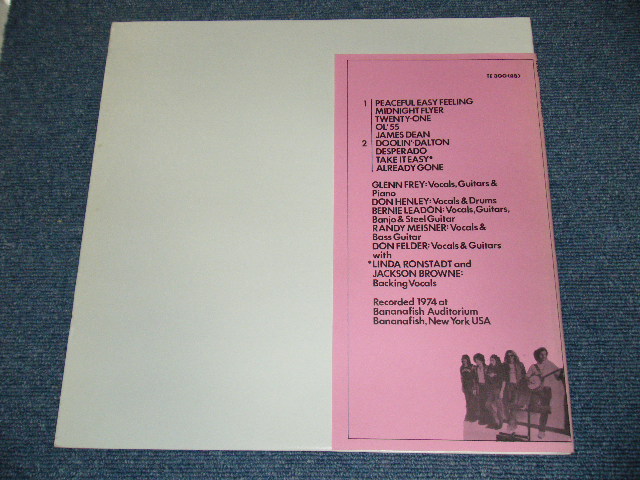 1 PEACEFUL EASY FEELING
MIDNIGHT FLYER
TWENTY-ONE
OL'55
JAMES DEAN
2 DOOLIN-DALTON
DESPERADO
TAKE IT EASY*
ALREADY GONE
GLENN FREY: Vocals, Guitars &
Piano
DON HENLEY: Vocals & Drums
BERNIE LEADON: Vocals, Guitars,
Banjo & Steel Guitar
RANDY MEISNER: Vocals &
Bass Guitar
DON FELDER: Vocals & Guitars
with
*LINDA RONSTADT and
JACKSON BROWNE:
Backing Vocals
Recorded 1974 at
Bananafish Auditorium
Bananafish, New York USA